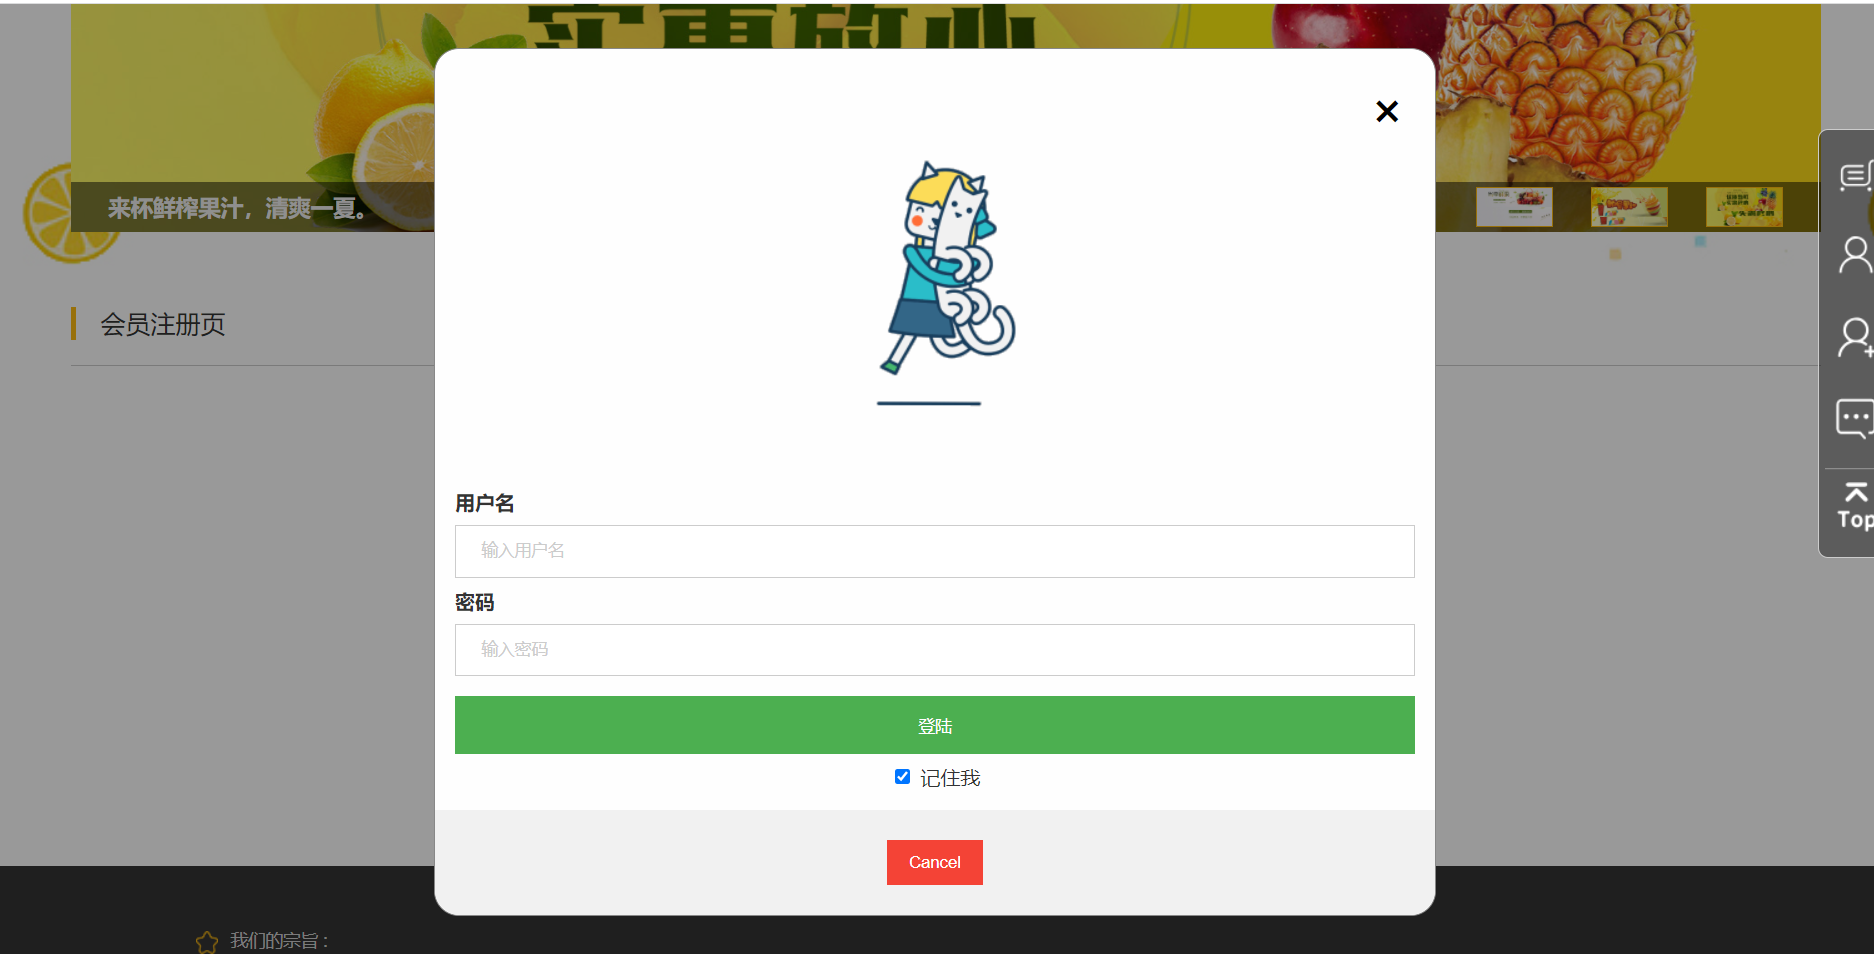 来杯鲜榨果汁，清爽一夏。
会员注册页
用户名
输入用户名
密码
输入密码
登陆
记住我
Cancel
Top
我们的宗旨：